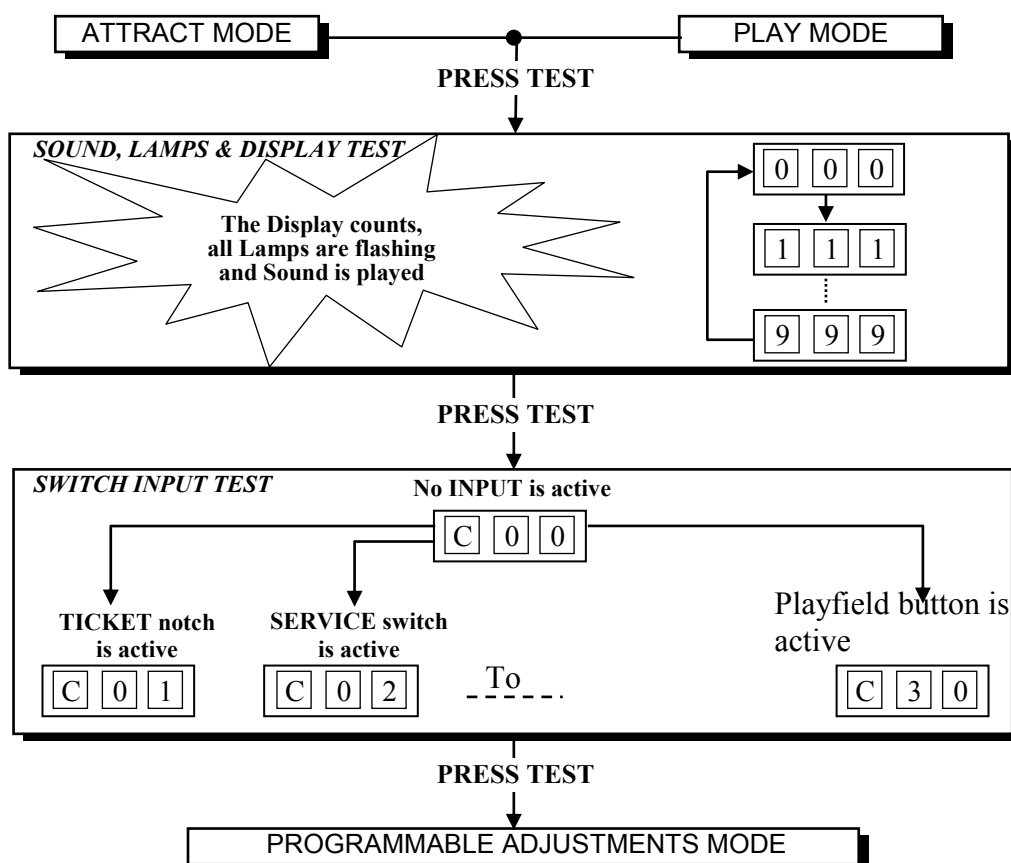 ATTRACT MODE
PLAY MODE
PRESS TEST
SOUND, LAMPS & DISPLAY TEST
The Display counts,
all Lamps are flashing
and Sound is played
0 0 0
1 1 1
9 9 9
PRESS TEST
SWITCH INPUT TEST
No INPUT is active
C 0 0
TICKET notch
is active
C 0 1
SERVICE switch
is active
C 0 2
To
Playfield button is
active
C 3 0
PRESS TEST
PROGRAMMABLE ADJUSTMENTS MODE